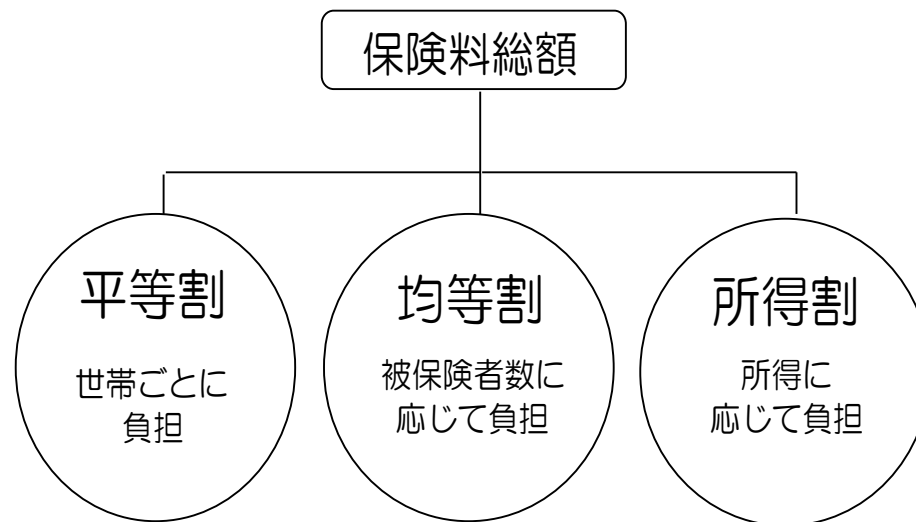 保険料総額
平等割
世帯ごとに
負担
均等割
被保険者数に
応じて負担
所得割
所得に
応じて負担